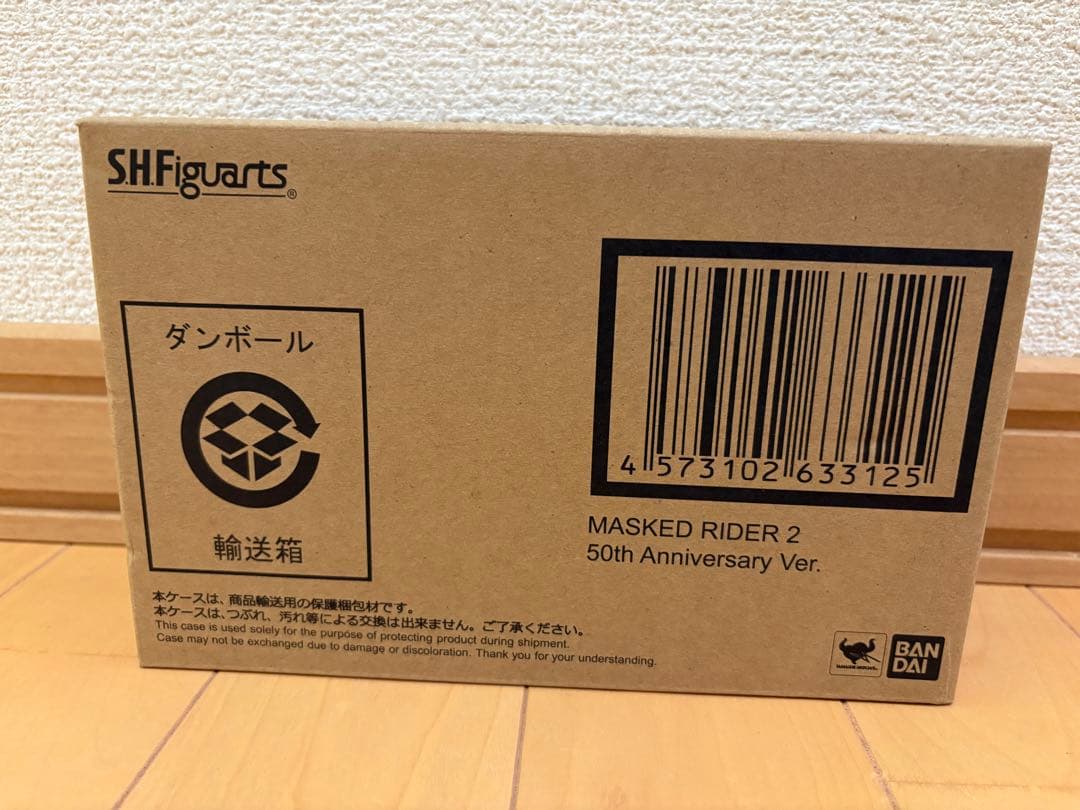 S.H.Figuarts®
ダンボール
輸送箱
4 573102 633125
MASKED RIDER 2
50th Anniversary Ver.
本ケースは、商品輸送用の保護梱包材です。
本ケースは、つぶれ、汚れ等による交換は出来ません。ご了承ください。
This case is used solely for the purpose of protecting product during shipment.
Case may not be exchanged due to damage or discoloration. Thank you for your understanding.
BAN
DAI